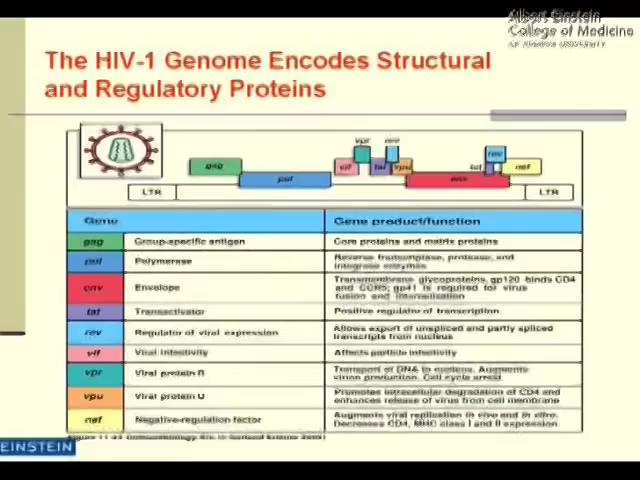 Albert Einstein
College of Medicine
OF YESHIVA UNIVERSITY
The HIV-1 Genome Encodes Structural
and Regulatory Proteins
vpr rev
gag vif tat vpu tat rev nef
pol env
LTR LTR
Gene Gene product/function
gag Group-specific antigen Core proteins and matrix proteins
pol Polymerase Reverse transcriptase, protease, and
integrase enzymes
env Envelope Transmembrane glycoproteins, gp120 binds CD4
and CCR5; gp41 is required for virus
fusion and internalization
tat Transactivator Positive regulator of transcription
rev Regulator of viral expression Allows export of unspliced and partly spliced
transcripts from nucleus
vif Viral infectivity Affects particle infectivity
vpr Viral protein R Transport of DNA to nucleus. Augments
virion production. Cell cycle arrest
vpu Viral protein U Promotes intracellular degradation of CD4 and
enhances release of virus from cell membrane
nef Negative-regulation factor Augments viral replication in vivo and in vitro.
Decreases CD4, MHC class I and II expression
EINSTEIN